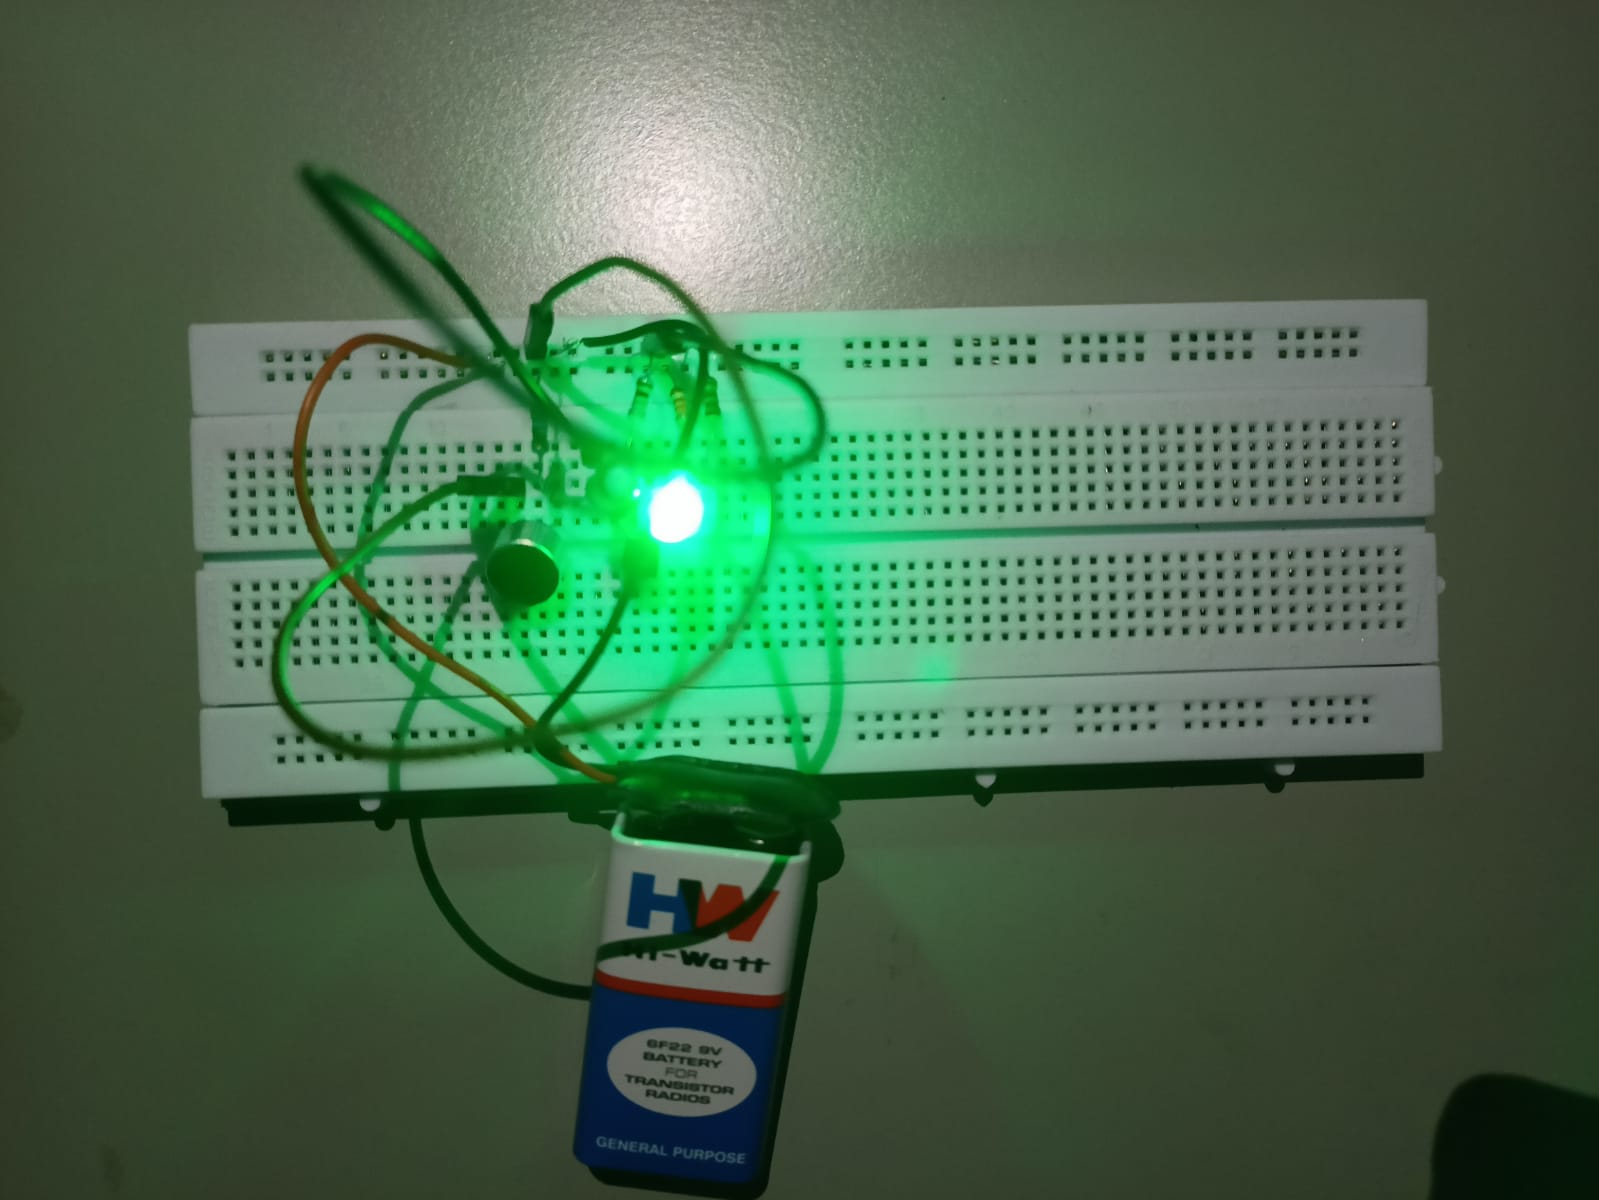 HW
Hi-Watt
6F22 9V
BATTERY
FOR
TRANSISTOR
RADIOS
GENERAL PURPOSE